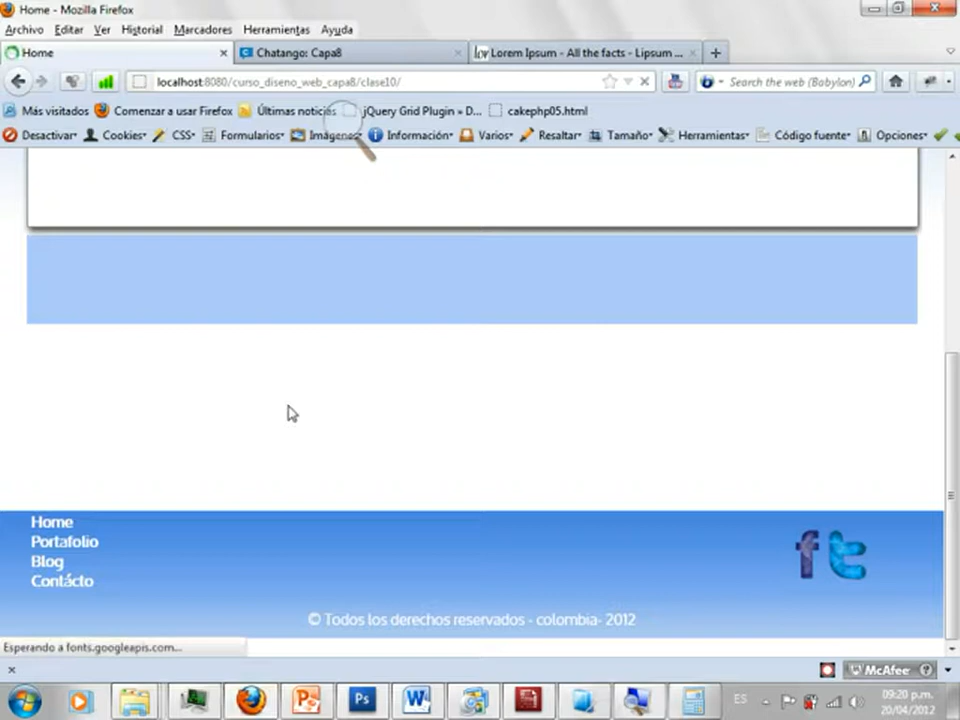 Home - Mozilla Firefox
Archivo Editar Ver Historial Marcadores Herramientas Ayuda
Home × Chatango: Capa8 × Lorem Ipsum - All the facts - Lipsum ... × +
localhost:8080/curso_diseno_web_capa8/clase10/ Search the web (Babylon)
Más visitados Comenzar a usar Firefox Últimas noticias jQuery Grid Plugin » D... cakephp05.html
Desactivar Cookies CSS Formularios Imágenes Información Varios Resaltar Tamaño Herramientas Código fuente Opciones
Home
Portafolio
Blog
Contácto
f t
© Todos los derechos reservados - colombia- 2012
Esperando a fonts.googleapis.com...
× McAfee ?
ES 09:20 p.m.
20/04/2012